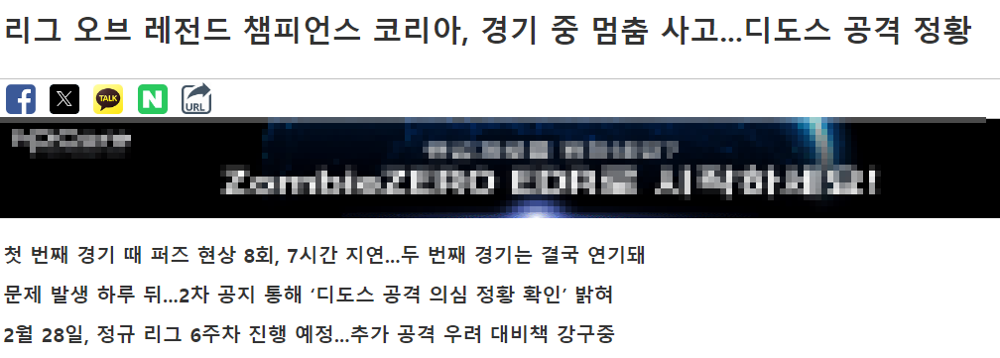 리그 오브 레전드 챔피언스 코리아, 경기 중 멈춤 사고...디도스 공격 정황
TALK
N
URL
ZombieZERO EDR로 시작하세요!
첫 번째 경기 때 퍼즈 현상 8회, 7시간 지연...두 번째 경기는 결국 연기돼
문제 발생 하루 뒤...2차 공지 통해 ‘디도스 공격 의심 정황 확인’ 밝혀
2월 28일, 정규 리그 6주차 진행 예정...추가 공격 우려 대비책 강구중